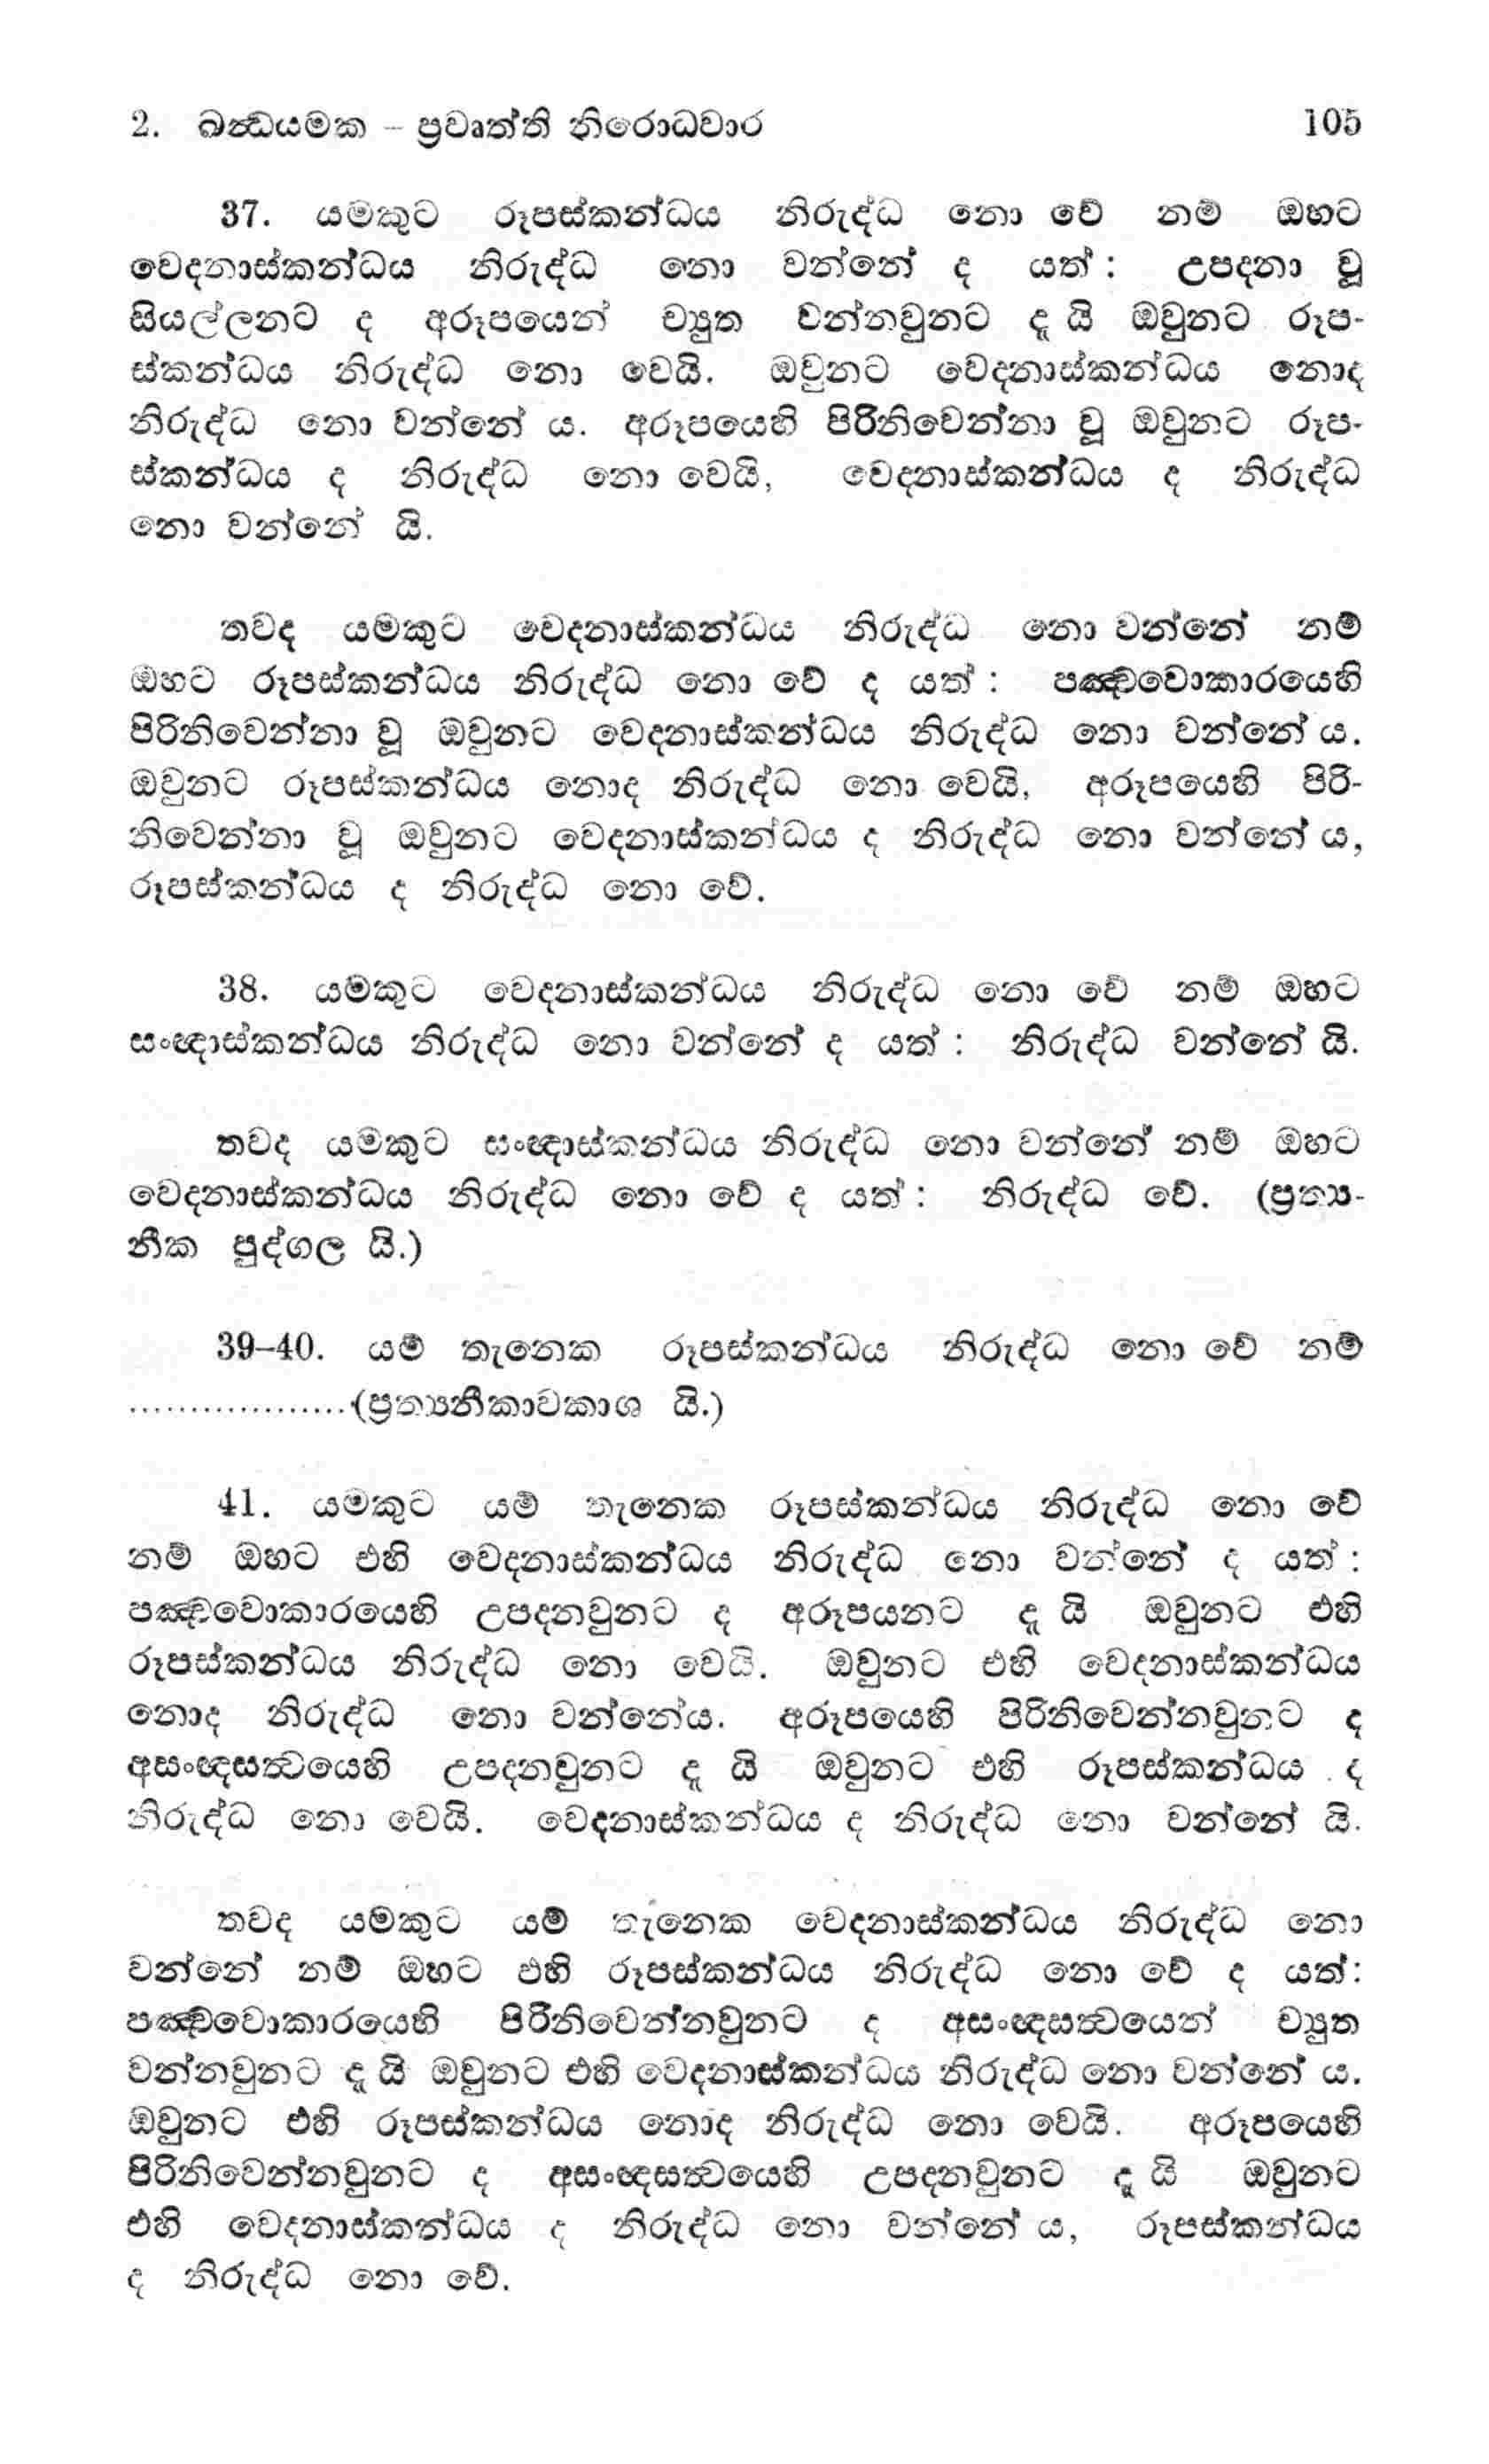 2. ඛන්‍ධයමක – ප්‍රවෘත්ති නිරොධවාර 105
37. යමකුට රූපස්කන්ධය නිරුද්ධ නො වේ නම් ඔහට
වෙදනාස්කන්ධය නිරුද්ධ නො වන්නේ ද යත් : උපදනා වූ
සියල්ලනට ද අරූපයෙන් ච්‍යුත වන්නවුනට දැ යි ඔවුනට රූප-
ස්කන්ධය නිරුද්ධ නො වෙයි. ඔවුනට වෙදනාස්කන්ධය නොද
නිරුද්ධ නො වන්නේ ය. අරූපයෙහි පිරිනිවෙන්නා වූ ඔවුනට රූප-
ස්කන්ධය ද නිරුද්ධ නො වෙයි, වෙදනාස්කන්ධය ද නිරුද්ධ
නො වන්නේ යි.
තවද යමකුට වෙදනාස්කන්ධය නිරුද්ධ නො වන්නේ නම්
ඔහට රූපස්කන්ධය නිරුද්ධ නො වේ ද යත් : පඤ්චවොකාරයෙහි
පිරිනිවෙන්නා වූ ඔවුනට වෙදනාස්කන්ධය නිරුද්ධ නො වන්නේ ය.
ඔවුනට රූපස්කන්ධය නොද නිරුද්ධ නො වෙයි, අරූපයෙහි පිරි-
නිවෙන්නා වූ ඔවුනට වෙදනාස්කන්ධය ද නිරුද්ධ නො වන්නේ ය,
රූපස්කන්ධය ද නිරුද්ධ නො වේ.
38. යමකුට වෙදනාස්කන්ධය නිරුද්ධ නො වේ නම් ඔහට
සංඥාස්කන්ධය නිරුද්ධ නො වන්නේ ද යත් : නිරුද්ධ වන්නේ යි.
තවද යමකුට සංඥාස්කන්ධය නිරුද්ධ නො වන්නේ නම් ඔහට
වෙදනාස්කන්ධය නිරුද්ධ නො වේ ද යත් : නිරුද්ධ වේ. (ප්‍රත්‍ය-
නීක පුද්ගල යි.)
39–40. යම් තැනෙක රූපස්කන්ධය නිරුද්ධ නො වේ නම්
..................(ප්‍රත්‍යනීකාවකාශ යි.)
41. යමකුට යම් තැනෙක රූපස්කන්ධය නිරුද්ධ නො වේ
නම් ඔහට එහි වෙදනාස්කන්ධය නිරුද්ධ නො වන්නේ ද යත් :
පඤ්චවොකාරයෙහි උපදනවුනට ද අරූපයනට දැ යි ඔවුනට එහි
රූපස්කන්ධය නිරුද්ධ නො වෙයි. ඔවුනට එහි වෙදනාස්කන්ධය
නොද නිරුද්ධ නො වන්නේය. අරූපයෙහි පිරිනිවෙන්නවුනට ද
අසංඥසත්‍වයෙහි උපදනවුනට දැ යි ඔවුනට එහි රූපස්කන්ධය ද
නිරුද්ධ නො වෙයි. වෙදනාස්කන්ධය ද නිරුද්ධ නො වන්නේ යි.
තවද යමකුට යම් තැනෙක වෙදනාස්කන්ධය නිරුද්ධ නො
වන්නේ නම් ඔහට එහි රූපස්කන්ධය නිරුද්ධ නො වේ ද යත්:
පඤ්චවොකාරයෙහි පිරිනිවෙන්නවුනට ද අසංඥසත්‍වයෙන් ච්‍යුත
වන්නවුනට දැ යි ඔවුනට එහි වෙදනාස්කන්ධය නිරුද්ධ නො වන්නේ ය.
ඔවුනට එහි රූපස්කන්ධය නොද නිරුද්ධ නො වෙයි. අරූපයෙහි
පිරිනිවෙන්නවුනට ද අසංඥසත්‍වයෙහි උපදනවුනට දැ යි ඔවුනට
එහි වෙදනාස්කන්ධය ද නිරුද්ධ නො වන්නේ ය, රූපස්කන්ධය
ද නිරුද්ධ නො වේ.